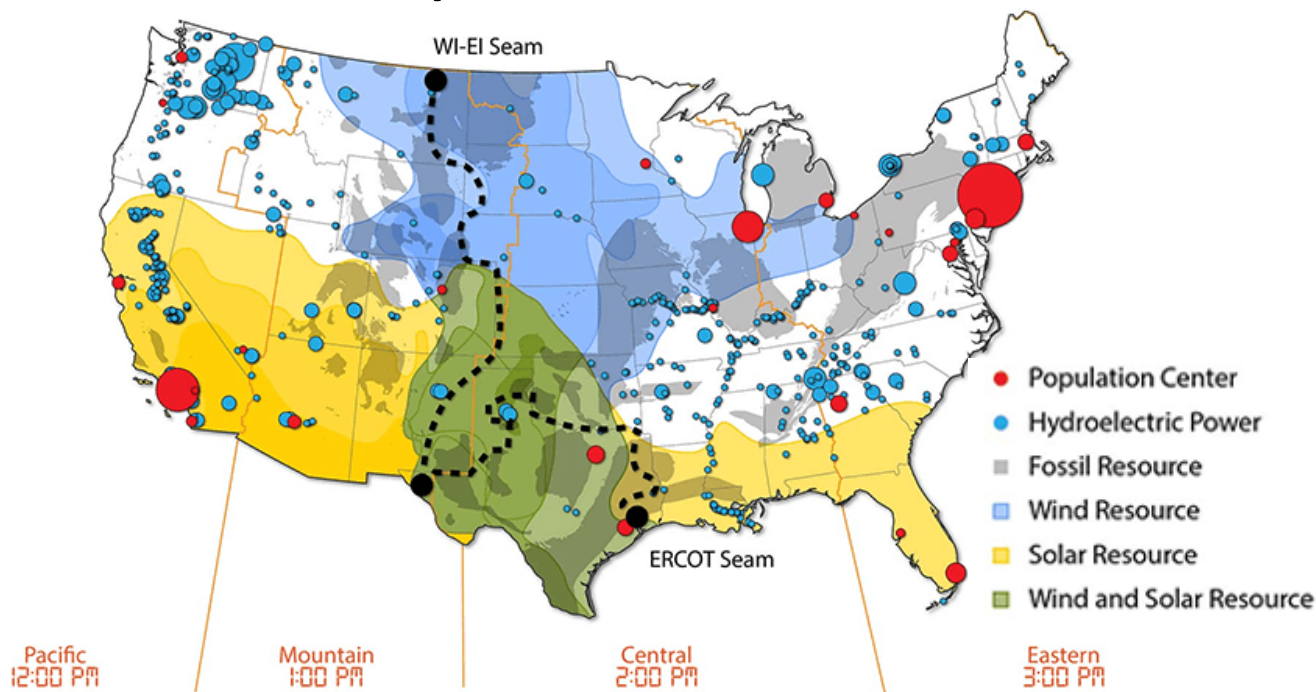 WI-EI Seam
Population Center
Hydroelectric Power
Fossil Resource
Wind Resource
Solar Resource
Wind and Solar Resource
ERCOT Seam
Pacific
12:00 PM
Mountain
1:00 PM
Central
2:00 PM
Eastern
3:00 PM